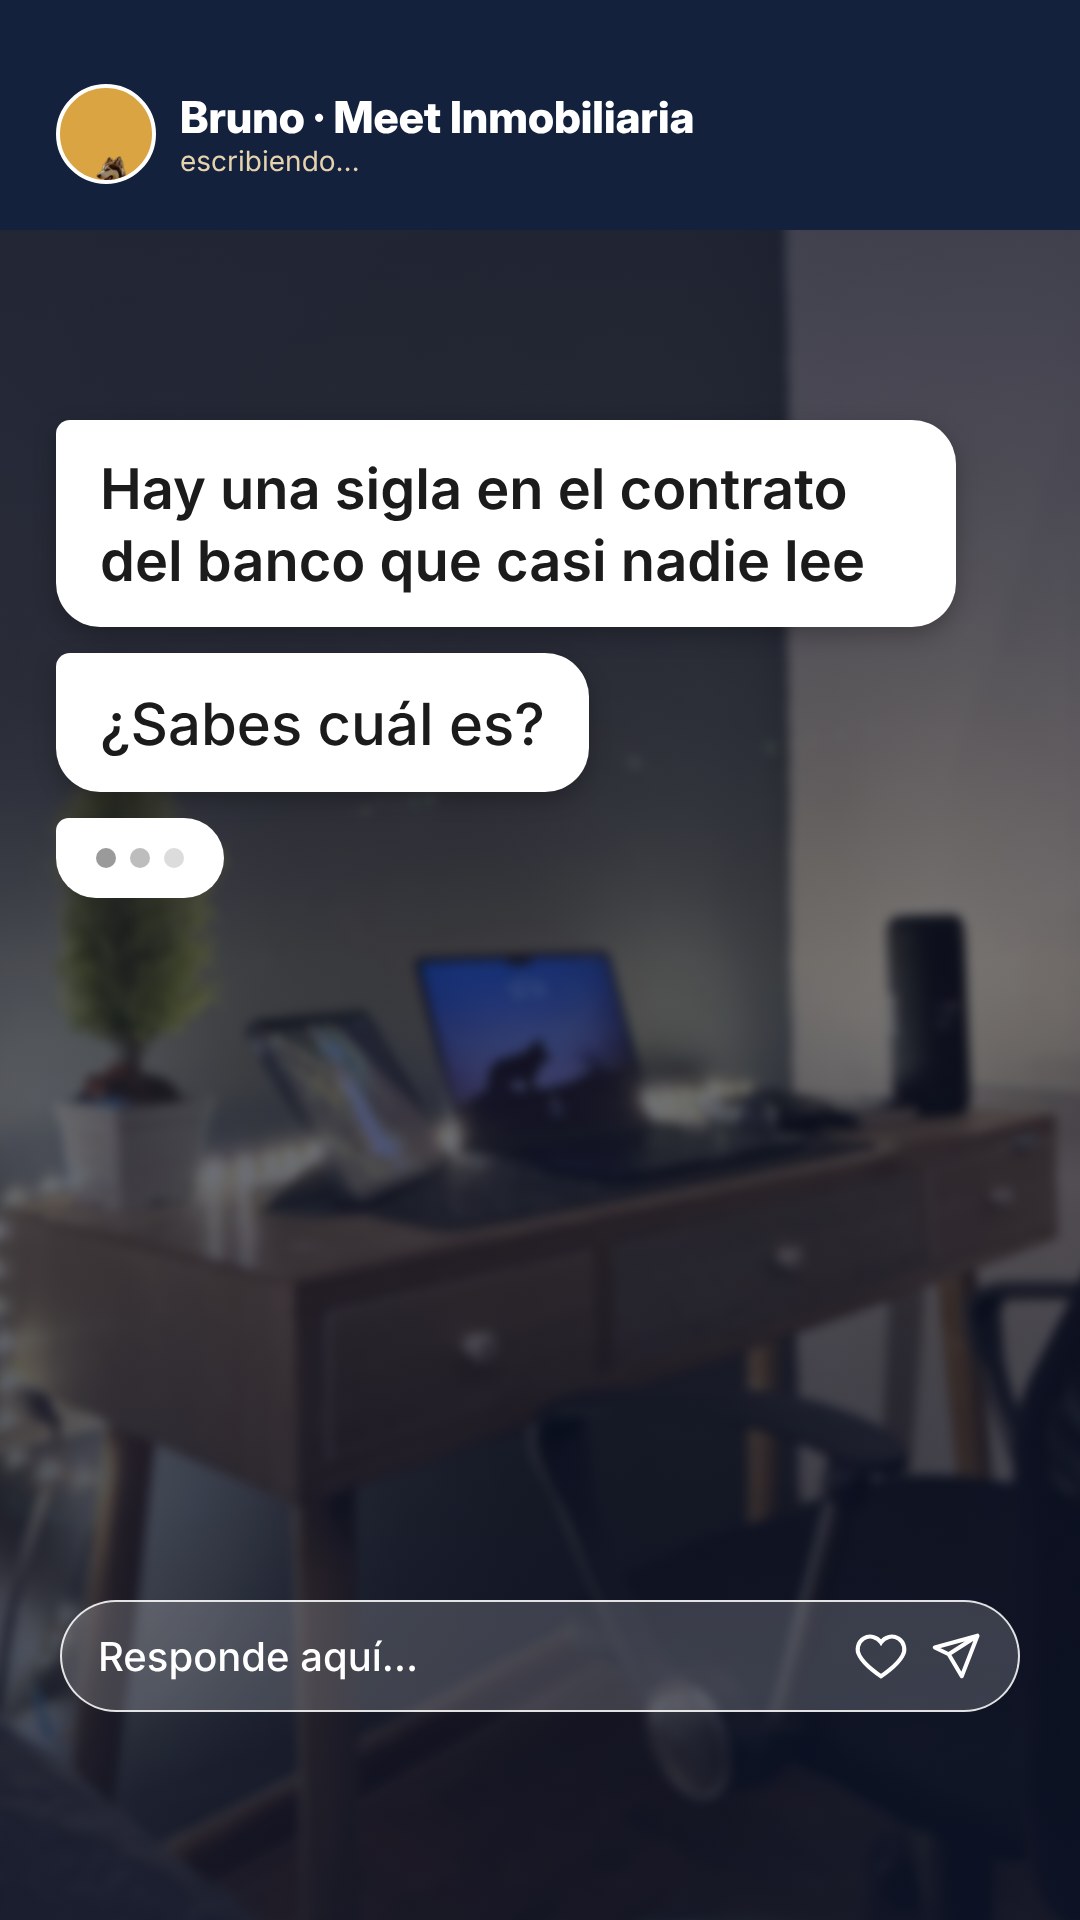 Bruno · Meet Inmobiliaria
escribiendo...
Hay una sigla en el contrato
del banco que casi nadie lee
¿Sabes cuál es?
Responde aquí...